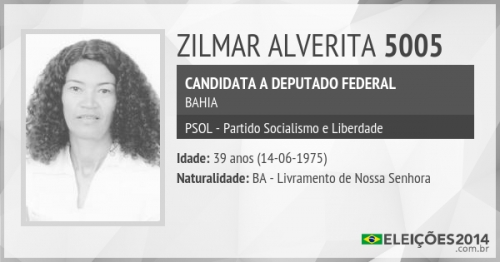 ZILMAR ALVERITA 5005
CANDIDATA A DEPUTADO FEDERAL
BAHIA
PSOL - Partido Socialismo e Liberdade
Idade: 39 anos (14-06-1975)
Naturalidade: BA - Livramento de Nossa Senhora
ELEIÇÕES2014
.com.br